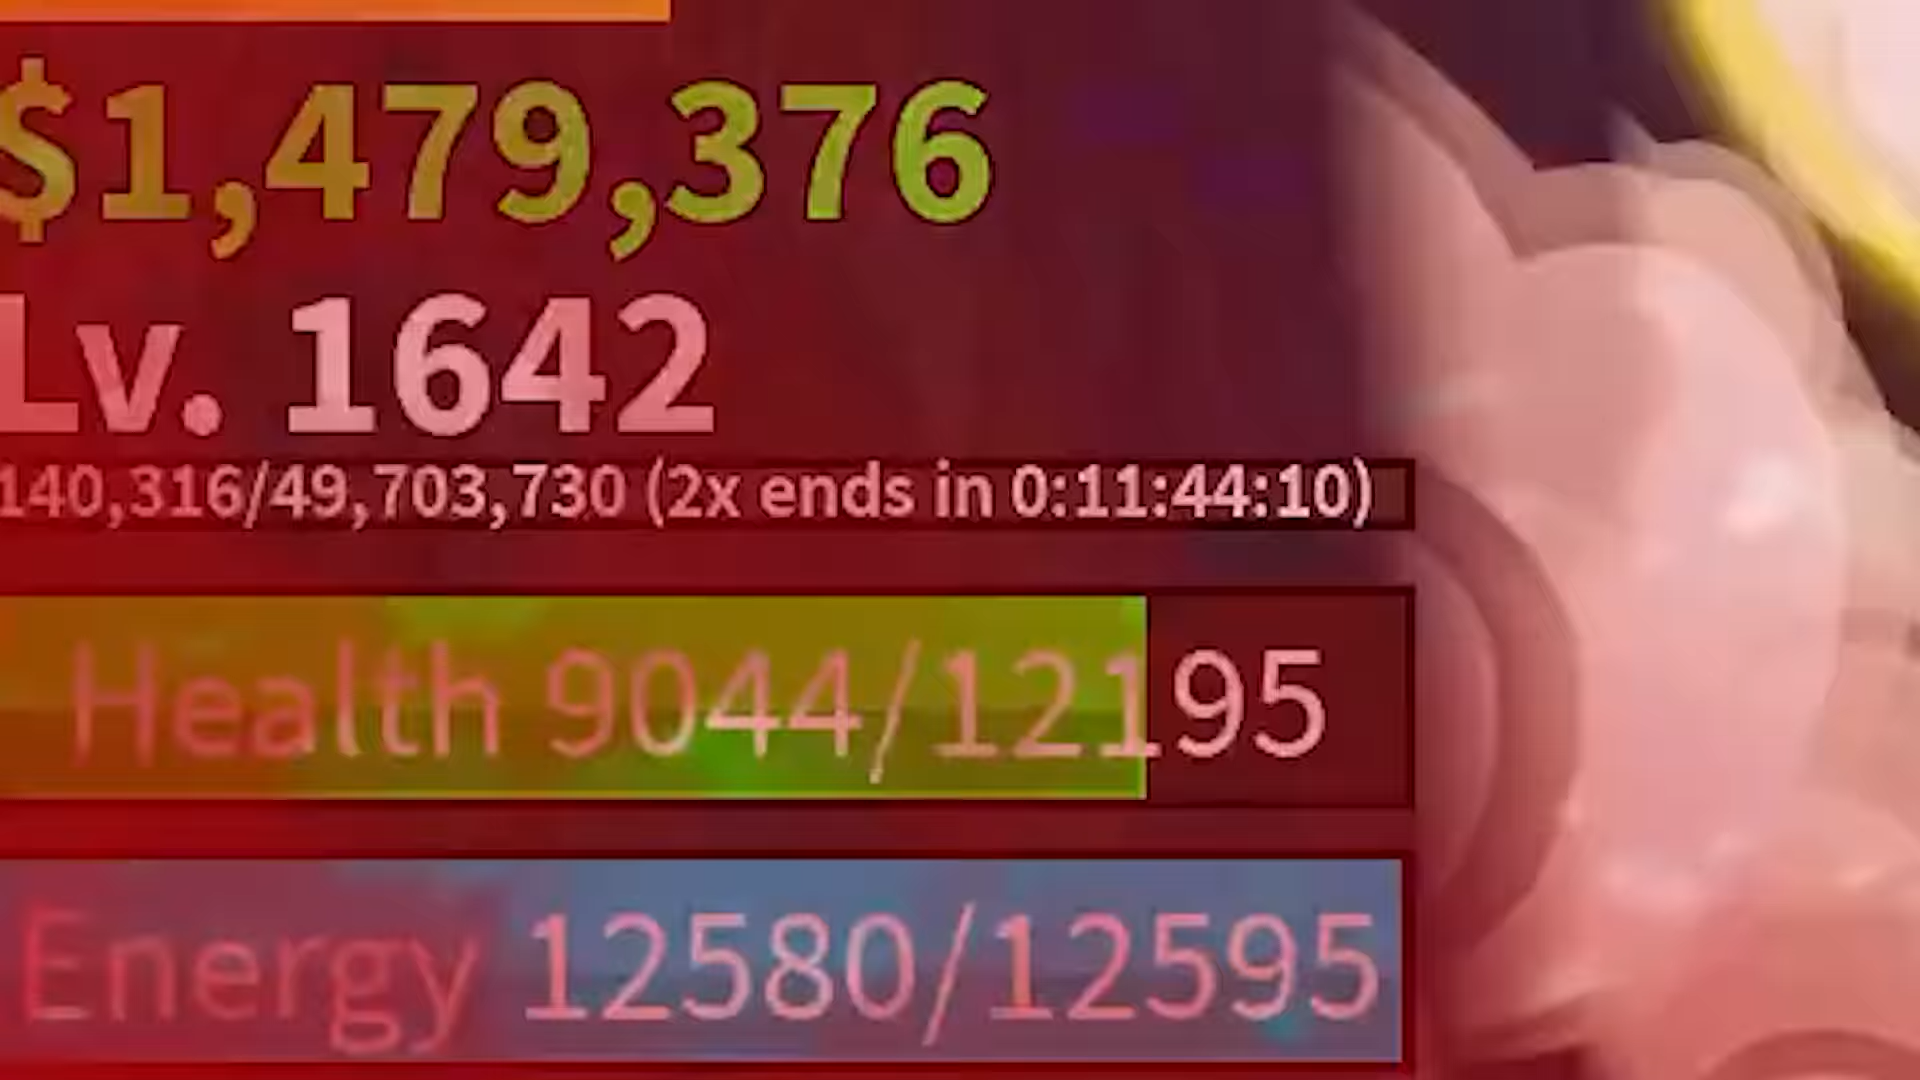 $1,479,376
Lv. 1642
140,316/49,703,730 (2x ends in 0:11:44:10)
Health 9044/12195
Energy 12580/12595